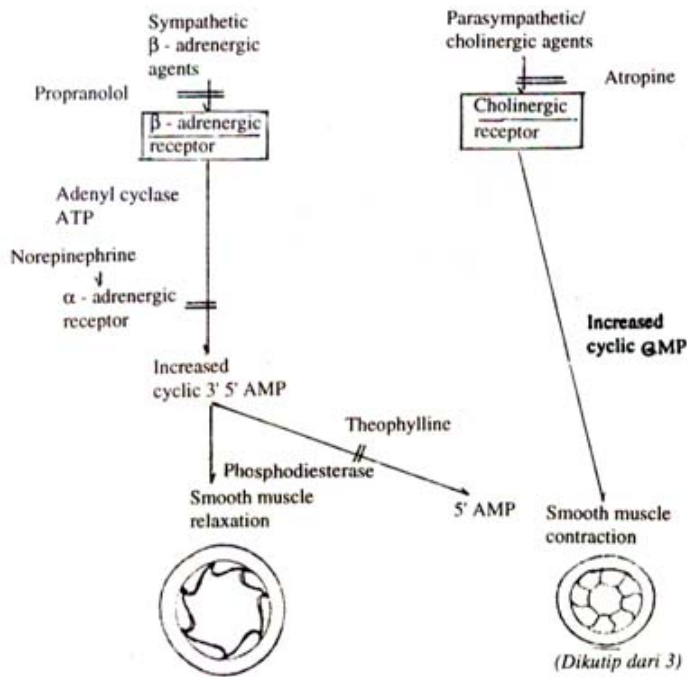 Sympathetic
β - adrenergic
agents
Propranolol
β - adrenergic
receptor
Adenyl cyclase
ATP
Norepinephrine
α - adrenergic
receptor
Increased
cyclic 3' 5' AMP
Theophylline
Phosphodiesterase
Smooth muscle
relaxation
5' AMP
Parasympathetic/
cholinergic agents
Atropine
Cholinergic
receptor
Increased
cyclic GMP
Smooth muscle
contraction
(Dikutip dari 3)